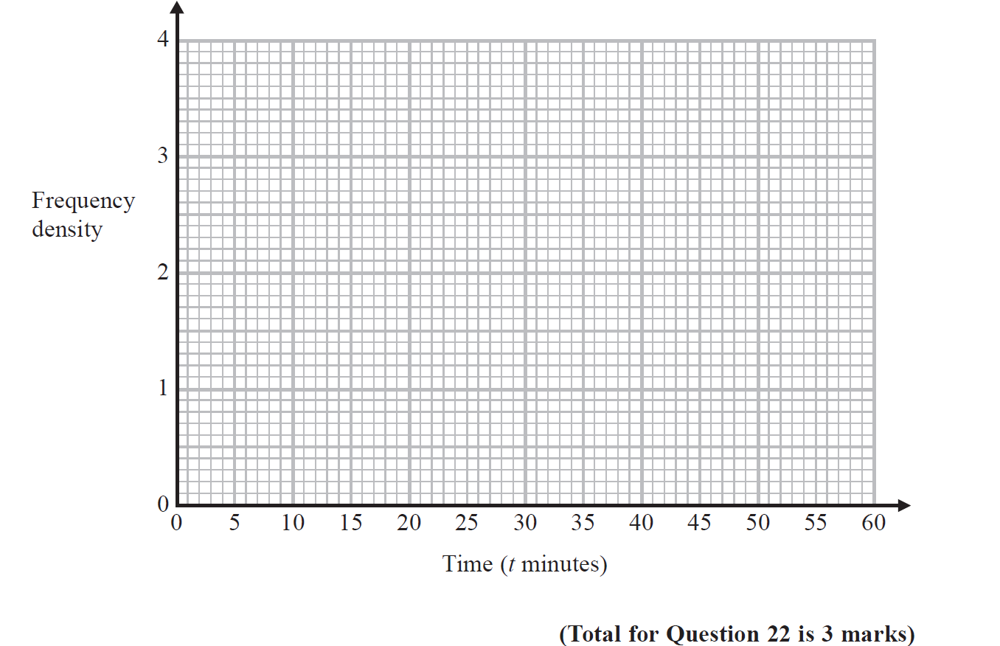 4
3
Frequency
density
2
1
0
0 5 10 15 20 25 30 35 40 45 50 55 60
Time (t minutes)
(Total for Question 22 is 3 marks)